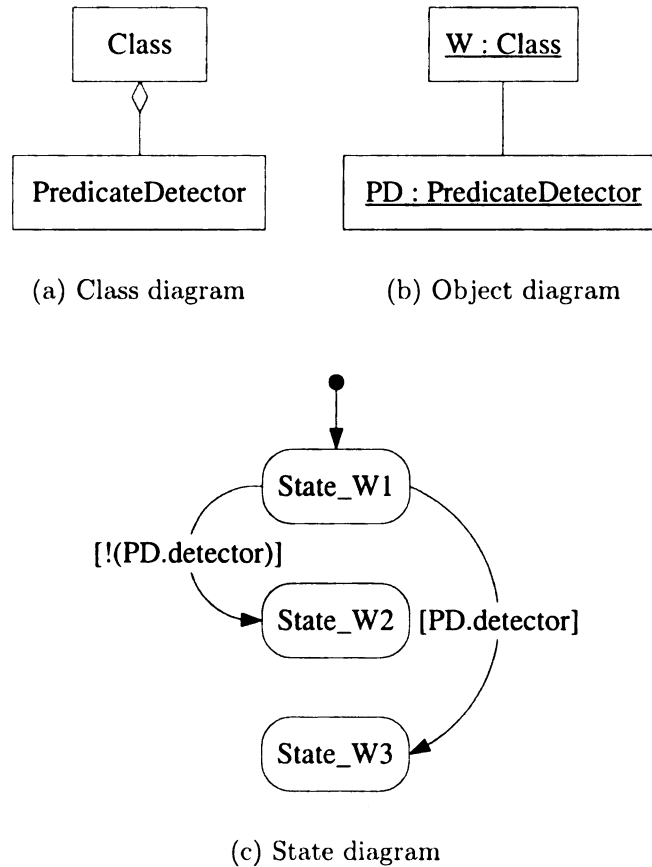 Class
W : Class
PredicateDetector
PD : PredicateDetector
(a) Class diagram
(b) Object diagram
State_W1
[!(PD.detector)]
State_W2
[PD.detector]
State_W3
(c) State diagram